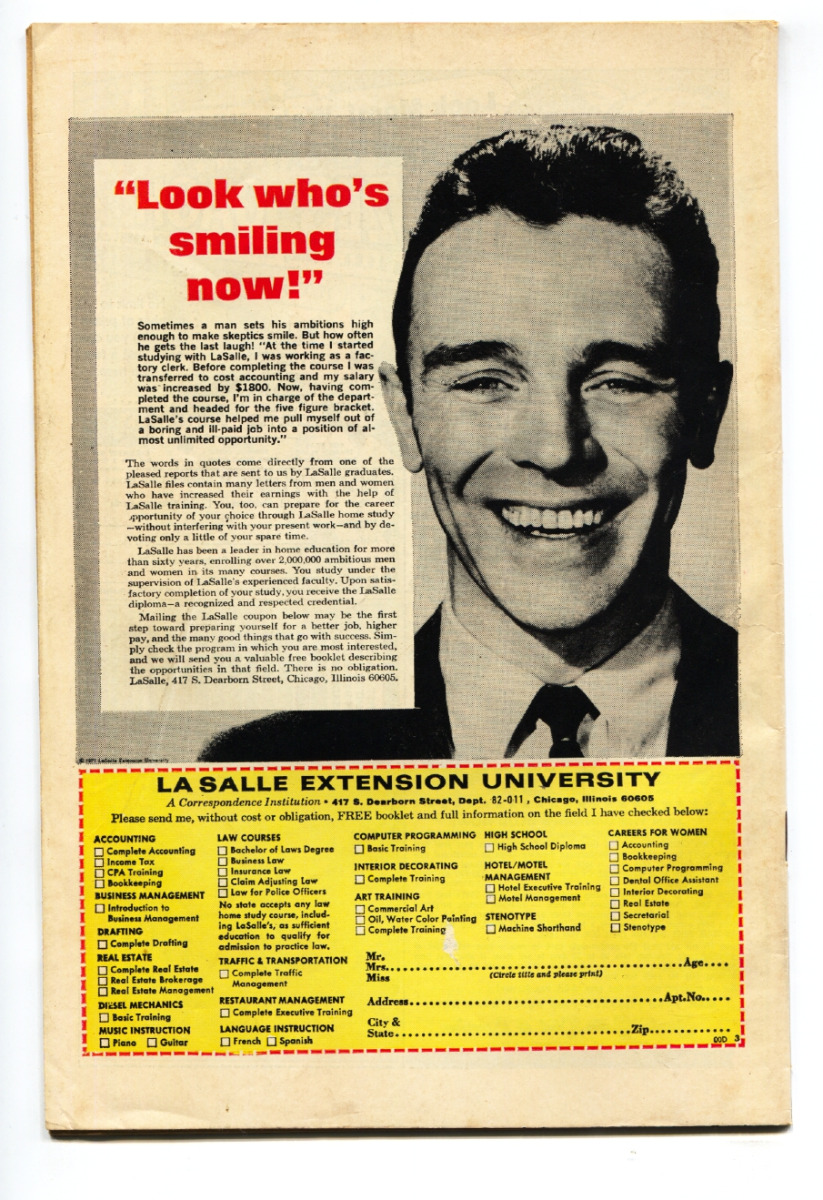 “Look who’s
smiling
now!”
Sometimes a man sets his ambitions high
enough to make skeptics smile. But how often
he gets the last laugh! “At the time I started
studying with LaSalle, I was working as a fac-
tory clerk. Before completing the course I was
transferred to cost accounting and my salary
was increased by $1800. Now, having com-
pleted the course, I’m in charge of the depart-
ment and headed for the five figure bracket.
LaSalle’s course helped me pull myself out of
a boring and ill-paid job into a position of al-
most unlimited opportunity.”
The words in quotes come directly from one of the
pleased reports that are sent to us by LaSalle graduates.
LaSalle files contain many letters from men and women
who have increased their earnings with the help of
LaSalle training. You, too, can prepare for the career
opportunity of your choice through LaSalle home study
—without interfering with your present work—and by de-
voting only a little of your spare time.
LaSalle has been a leader in home education for more
than sixty years, enrolling over 2,000,000 ambitious men
and women in its many courses. You study under the
supervision of LaSalle’s experienced faculty. Upon satis-
factory completion of your study, you receive the LaSalle
diploma—a recognized and respected credential.
Mailing the LaSalle coupon below may be the first
step toward preparing yourself for a better job, higher
pay, and the many good things that go with success. Sim-
ply check the program in which you are most interested,
and we will send you a valuable free booklet describing
the opportunities in that field. There is no obligation.
LaSalle, 417 S. Dearborn Street, Chicago, Illinois 60605.
© 1971 LaSalle Extension University
LA SALLE EXTENSION UNIVERSITY
A Correspondence Institution • 417 S. Dearborn Street, Dept. 82-011, Chicago, Illinois 60605
Please send me, without cost or obligation, FREE booklet and full information on the field I have checked below:
ACCOUNTING
Complete Accounting
Income Tax
CPA Training
Bookkeeping
BUSINESS MANAGEMENT
Introduction to
Business Management
DRAFTING
Complete Drafting
REAL ESTATE
Complete Real Estate
Real Estate Brokerage
Real Estate Management
DIESEL MECHANICS
Basic Training
MUSIC INSTRUCTION
Piano Guitar
LAW COURSES
Bachelor of Laws Degree
Business Law
Insurance Law
Claim Adjusting Law
Law for Police Officers
No state accepts any law
home study course, includ-
ing LaSalle’s, as sufficient
education to qualify for
admission to practice law.
TRAFFIC & TRANSPORTATION
Complete Traffic
Management
RESTAURANT MANAGEMENT
Complete Executive Training
LANGUAGE INSTRUCTION
French Spanish
COMPUTER PROGRAMMING
Basic Training
INTERIOR DECORATING
Complete Training
ART TRAINING
Commercial Art
Oil, Water Color Painting
Complete Training
HIGH SCHOOL
High School Diploma
HOTEL/MOTEL
MANAGEMENT
Hotel Executive Training
Motel Management
STENOTYPE
Machine Shorthand
CAREERS FOR WOMEN
Accounting
Bookkeeping
Computer Programming
Dental Office Assistant
Interior Decorating
Real Estate
Secretarial
Stenotype
Mr.
Mrs. Age
Miss (Circle title and please print)
Address Apt.No.
City &
State Zip
00D 3